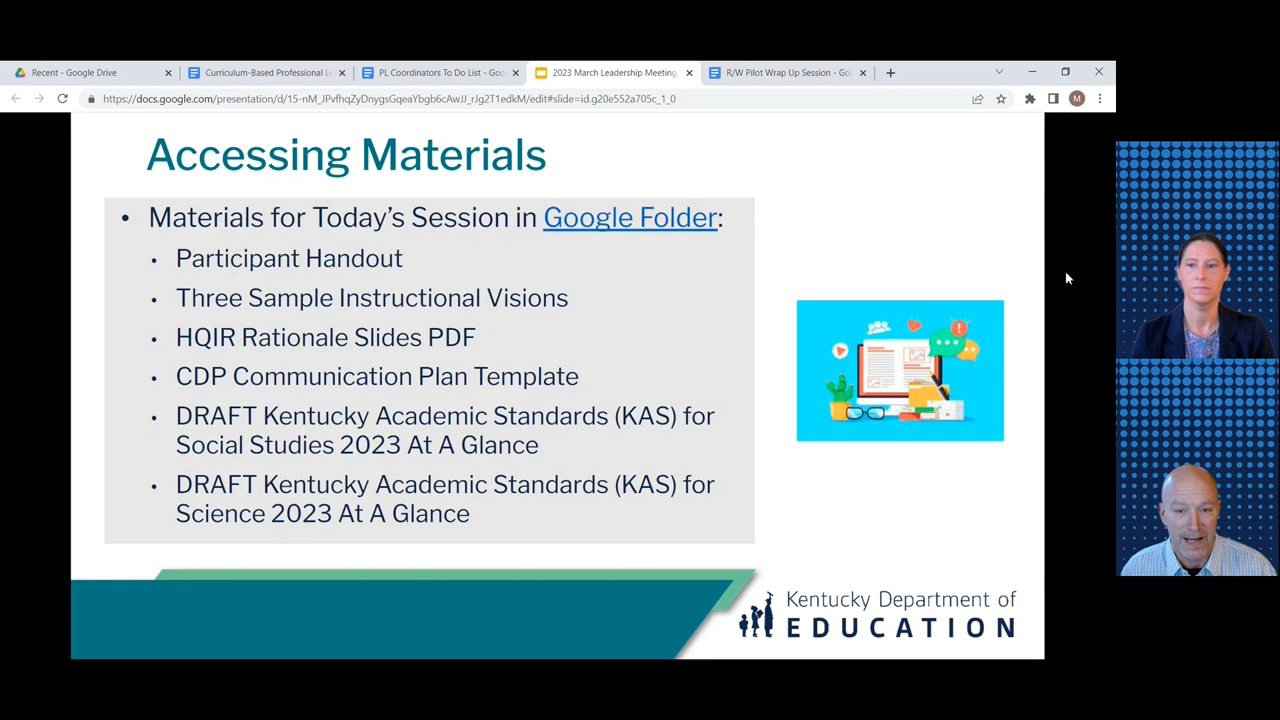 Recent - Google Drive
Curriculum-Based Professional Le
PL Coordinators To Do List - Goo
2023 March Leadership Meeting
R/W Pilot Wrap Up Session - Goo
https://docs.google.com/presentation/d/15-nM_JPvfhqZyDnygsGqeaYbgb6cAwJJ_rJg2T1edkM/edit#slide=id.g20e552a705c_1_0
M
Accessing Materials
• Materials for Today's Session in Google Folder:
• Participant Handout
• Three Sample Instructional Visions
• HQIR Rationale Slides PDF
• CDP Communication Plan Template
• DRAFT Kentucky Academic Standards (KAS) for
Social Studies 2023 At A Glance
• DRAFT Kentucky Academic Standards (KAS) for
Science 2023 At A Glance
Kentucky Department of
EDUCATION